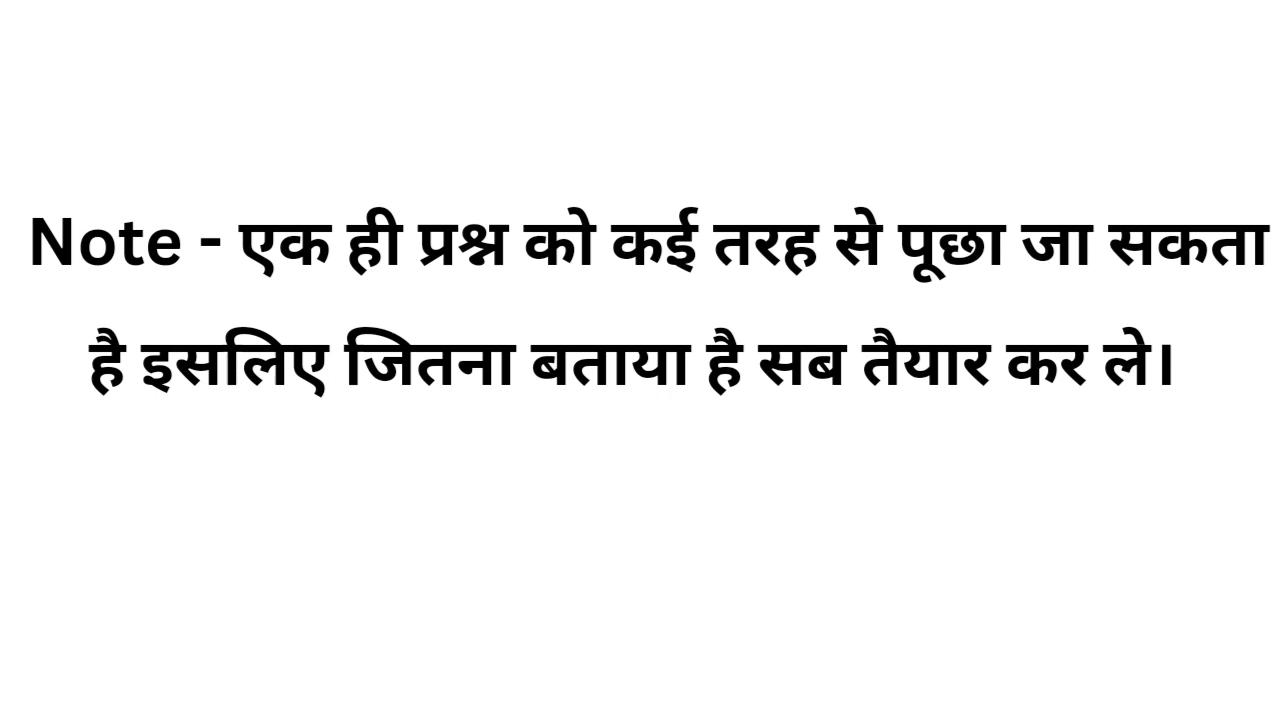 Note - एक ही प्रश्न को कई तरह से पूछा जा सकता
है इसलिए जितना बताया है सब तैयार कर ले।